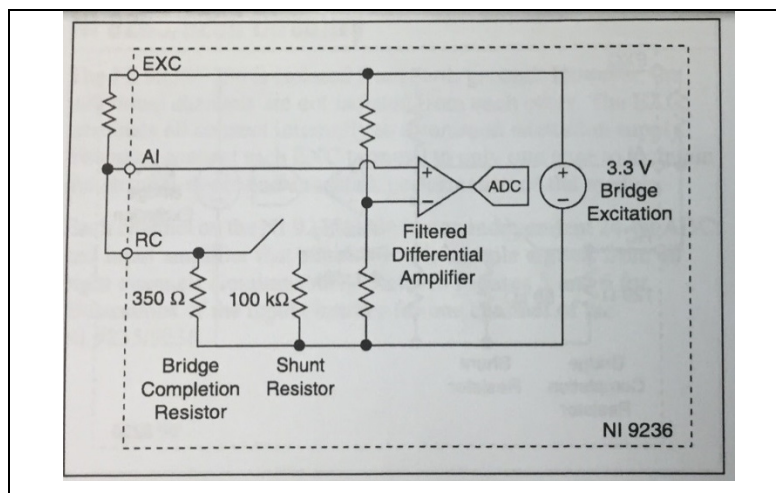 EXC
AI
RC
+
−
ADC
+
−
3.3 V
Bridge
Excitation
Filtered
Differential
Amplifier
350 Ω
100 kΩ
Bridge
Completion
Resistor
Shunt
Resistor
NI 9236